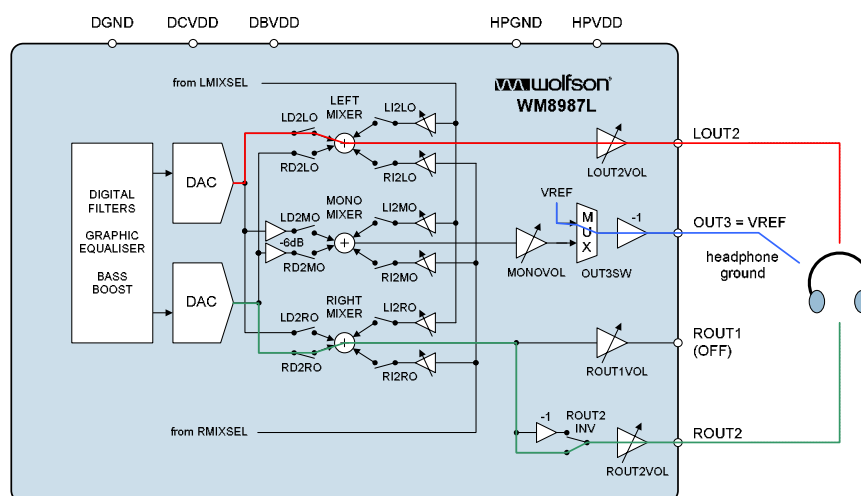 DGND
DCVDD
DBVDD
HPGND
HPVDD
from LMIXSEL
wolfson
WM8987L
LEFT
MIXER
LD2LO
LI2LO
LOUT2
DAC
RD2LO
RI2LO
LOUT2VOL
DIGITAL
FILTERS
GRAPHIC
EQUALISER
BASS
BOOST
VREF
MONO
MIXER
LD2MO
LI2MO
MUX
-1
OUT3 = VREF
-6dB
RD2MO
RI2MO
MONOVOL
OUT3SW
headphone
ground
DAC
RIGHT
MIXER
LD2RO
LI2RO
ROUT1
(OFF)
RD2RO
RI2RO
ROUT1VOL
-1
ROUT2
INV
from RMIXSEL
ROUT2
ROUT2VOL